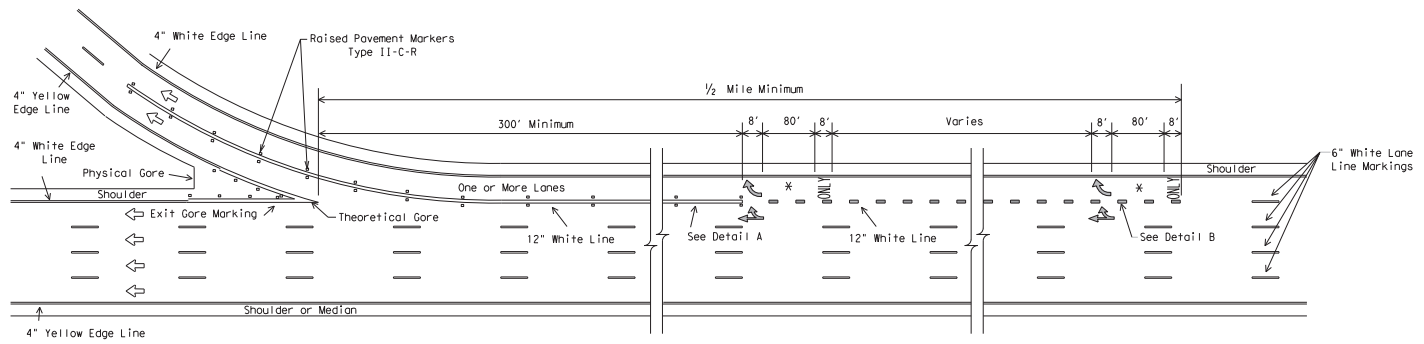 4" White Edge Line
Raised Pavement Markers
Type II-C-R
4" Yellow
Edge Line
½ Mile Minimum
300' Minimum
8'
80'
8'
Varies
8'
80'
8'
4" White Edge
Line
Physical Gore
Shoulder
Exit Gore Marking
Theoretical Gore
One or More Lanes
*
ONLY
*
ONLY
Shoulder
6" White Lane
Line Markings
12" White Line
See Detail A
12" White Line
See Detail B
Shoulder or Median
4" Yellow Edge Line